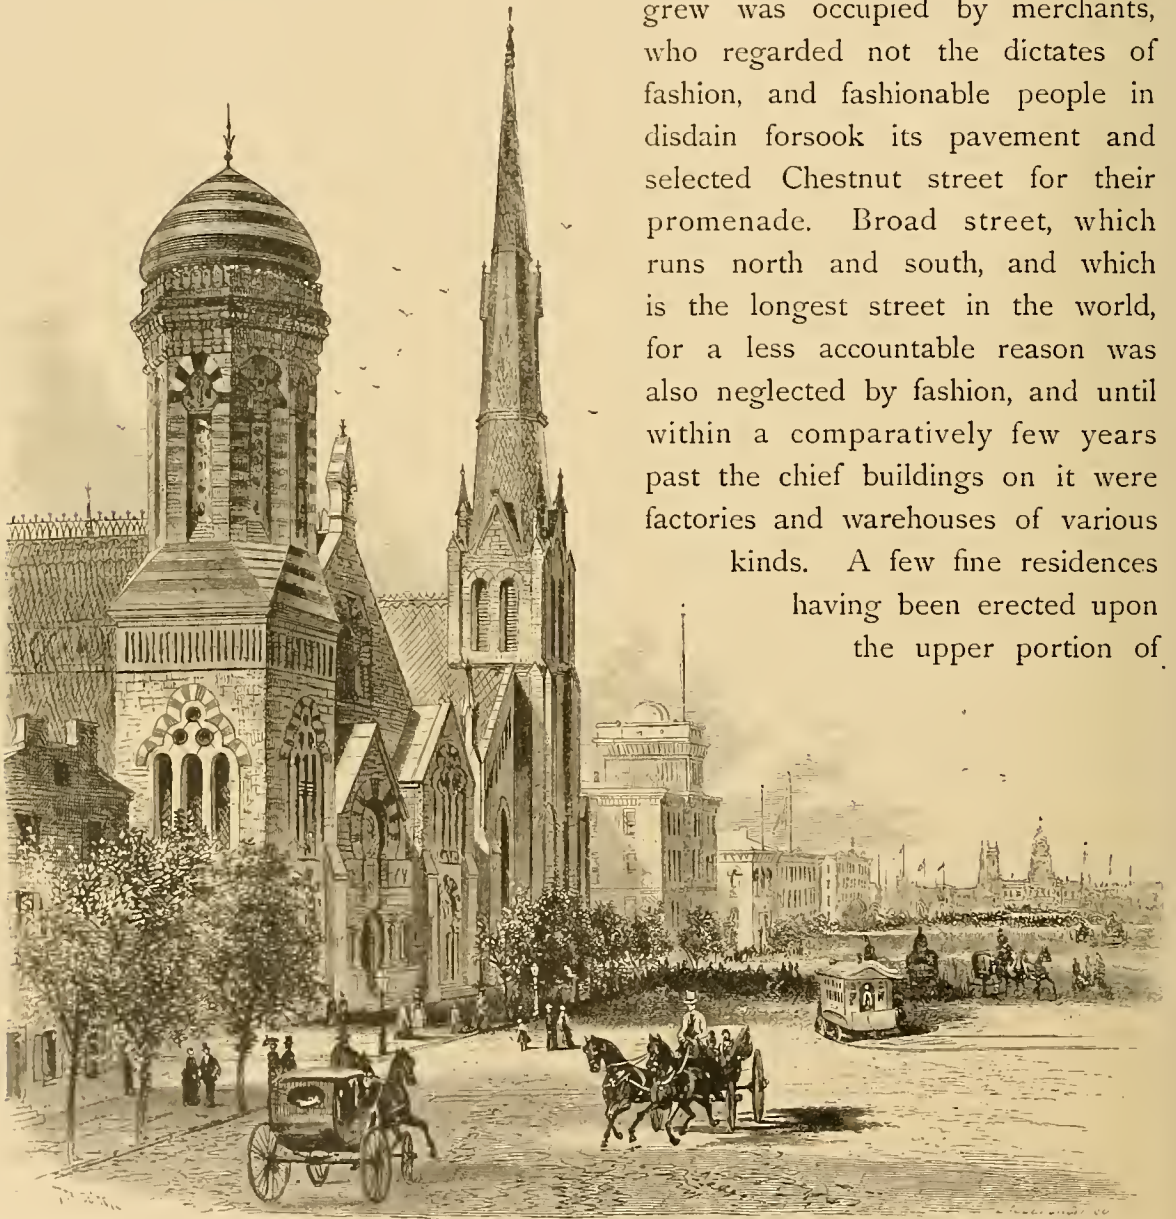 grew was occupied by merchants,
who regarded not the dictates of
fashion, and fashionable people in
disdain forsook its pavement and
selected Chestnut street for their
promenade. Broad street, which
runs north and south, and which
is the longest street in the world,
for a less accountable reason was
also neglected by fashion, and until
within a comparatively few years
past the chief buildings on it were
factories and warehouses of various
kinds. A few fine residences
having been erected upon
the upper portion of